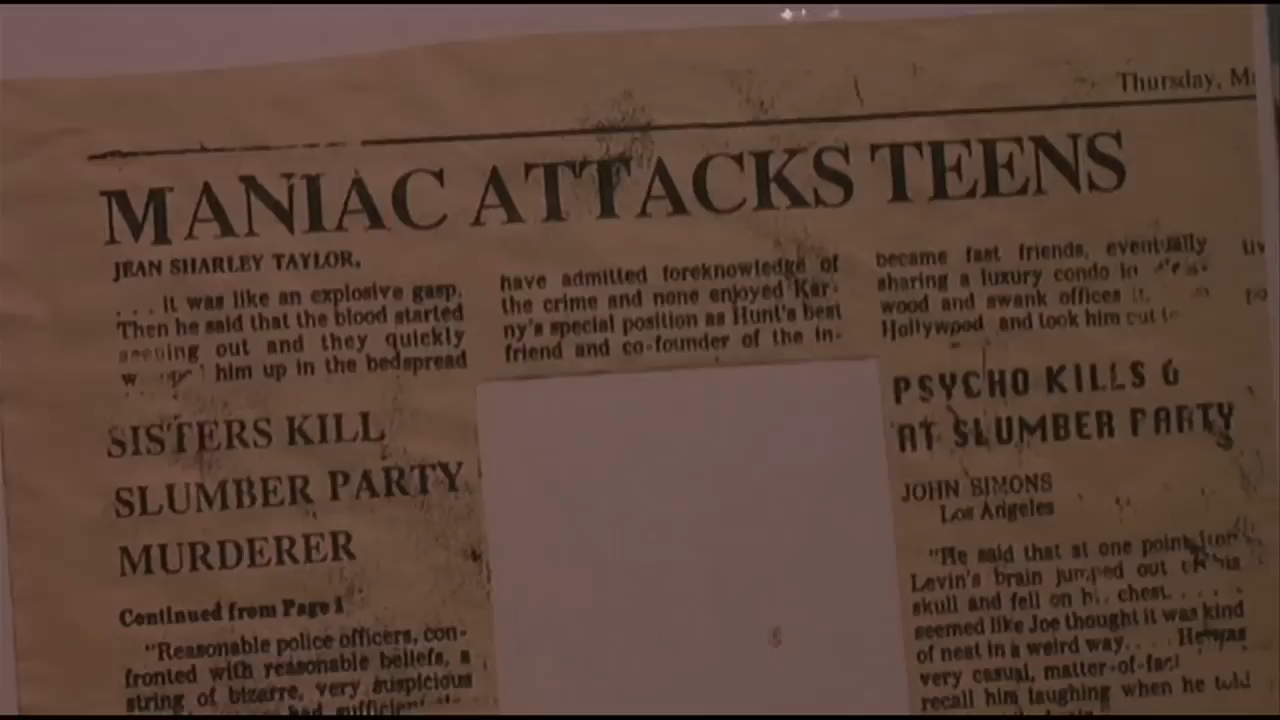 Thursday,
MANIAC ATTACKS TEENS
JEAN SHARLEY TAYLOR,
. . . it was like an explosive gasp.
Then he said that the blood started
out and they quickly
him up in the bedspread
SISTERS KILL
SLUMBER PARTY
MURDERER
Continued from Page 1
"Reasonable police officers, con-
fronted with reasonable beliefs, a
string of bizarre, very suspicious
had
have admitted foreknowledge of
the crime and none enjoyed Kar-
ny's special position as Hunt's best
friend and co-founder of the in-
became fast friends, eventually
sharing a luxury condo in
wood and swank offices
Hollywood and took him out
PSYCHO KILLS 6
AT SLUMBER PARTY
JOHN SIMONS
Los Angeles
"He said that at one point
Levin's brain jumped out
skull and fell on chest. . . . .
seemed like Joe thought it was kind
of neat in a weird way. . . . He was
very casual, matter-of-fact
recall him laughing when he told